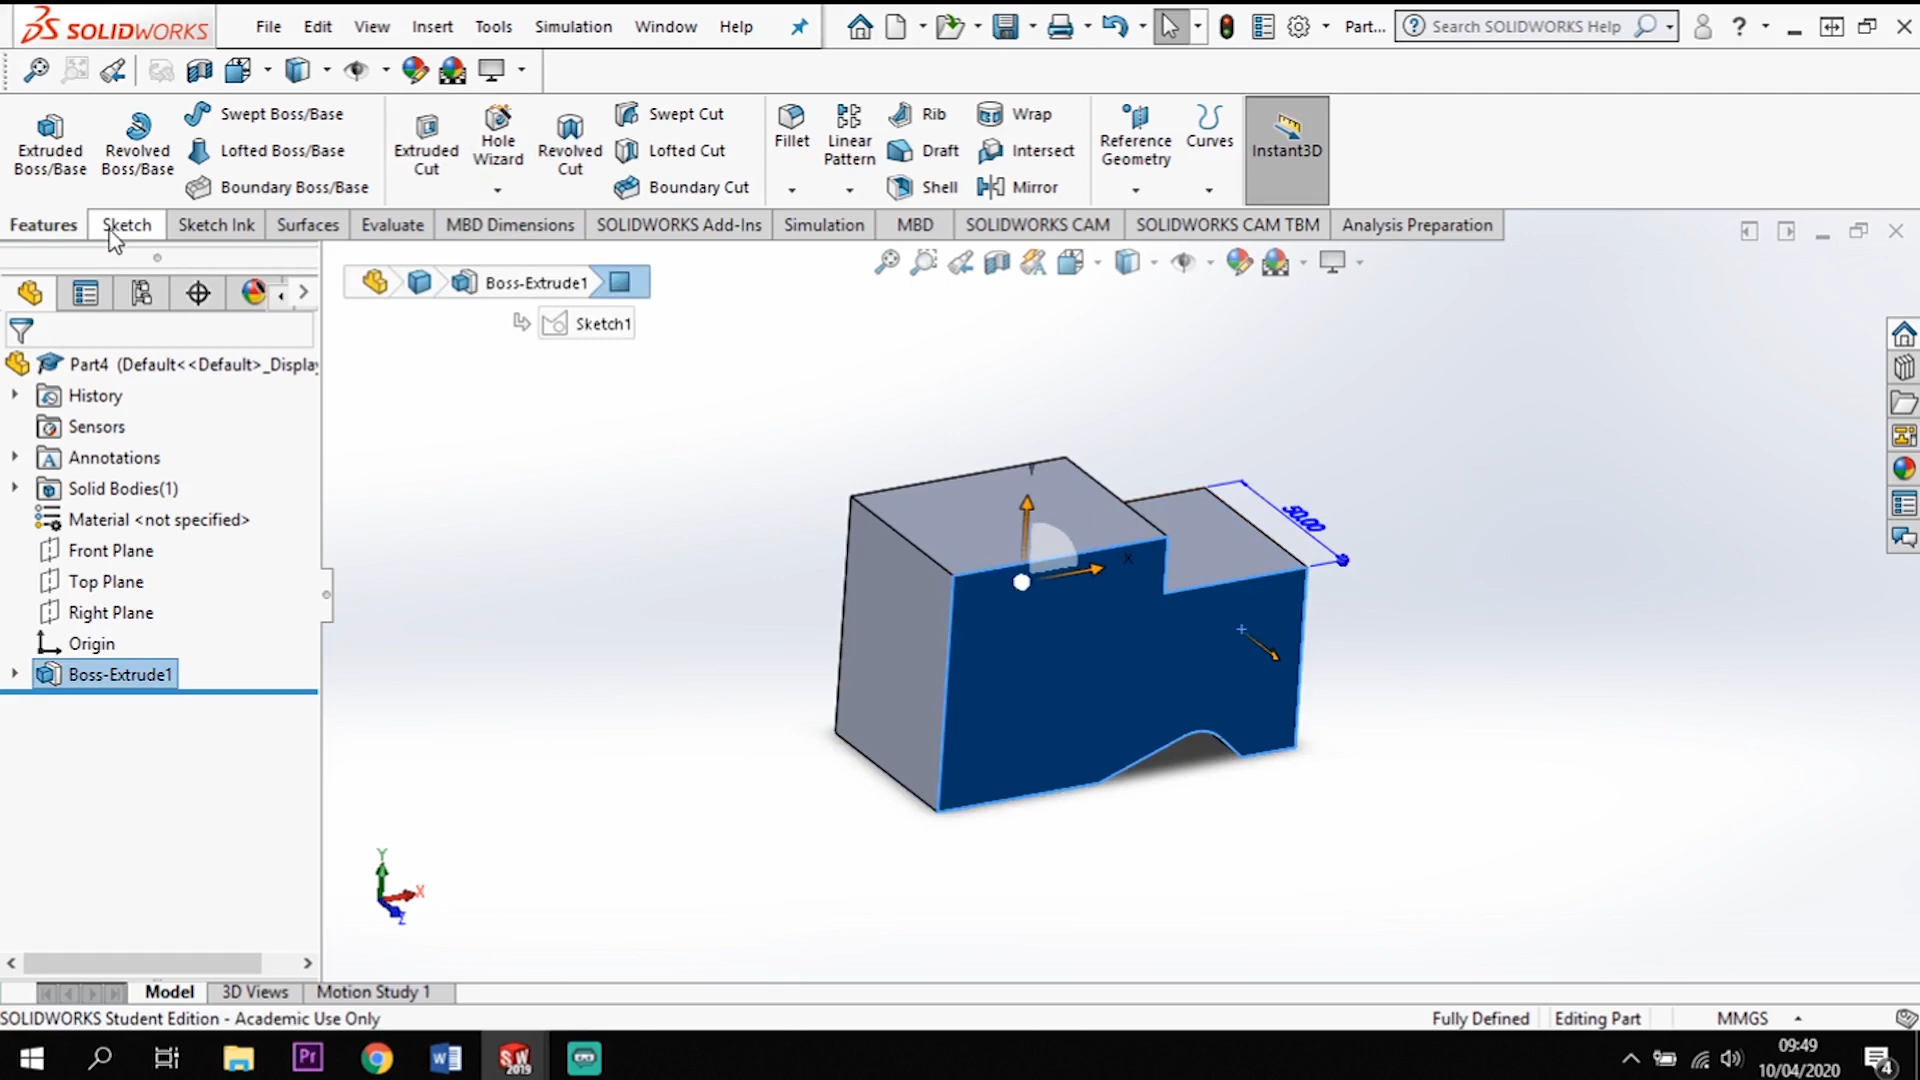 SOLIDWORKS File Edit View Insert Tools Simulation Window Help Part... Search SOLIDWORKS Help
Extruded Boss/Base
Revolved Boss/Base
Swept Boss/Base
Lofted Boss/Base
Boundary Boss/Base
Extruded Cut
Hole Wizard
Revolved Cut
Swept Cut
Lofted Cut
Boundary Cut
Fillet
Linear Pattern
Rib
Draft
Shell
Wrap
Intersect
Mirror
Reference Geometry
Curves
Instant3D
Features Sketch Sketch Ink Surfaces Evaluate MBD Dimensions SOLIDWORKS Add-Ins Simulation MBD SOLIDWORKS CAM SOLIDWORKS CAM TBM Analysis Preparation
Boss-Extrude1
Sketch1
Part4 (Default<<Default>_Displa
History
Sensors
Annotations
Solid Bodies(1)
Material <not specified>
Front Plane
Top Plane
Right Plane
Origin
Boss-Extrude1
50.00
Y
X
Y
X
Z
Model 3D Views Motion Study 1
SOLIDWORKS Student Edition - Academic Use Only Fully Defined Editing Part MMGS
Pr
W
SW 2019
09:49
10/04/2020
4